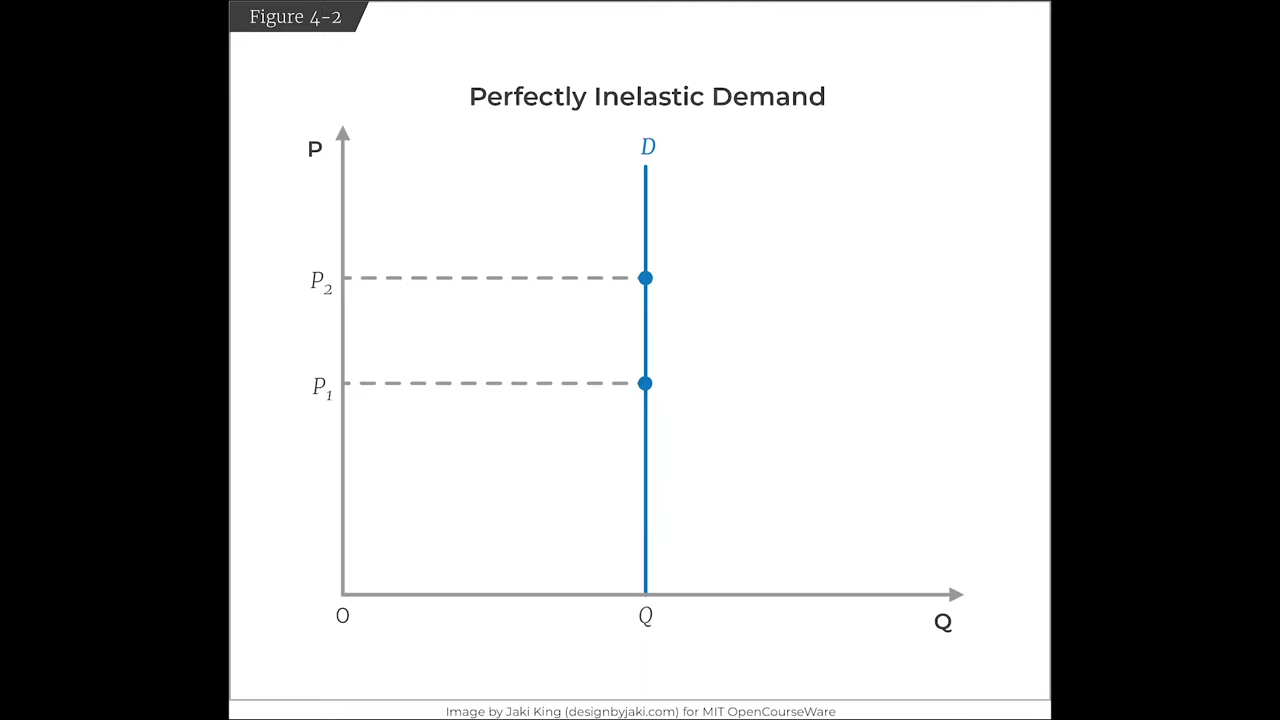 Figure 4-2
Perfectly Inelastic Demand
P
D
P2
P1
O
Q
Q
Image by Jaki King (designbyjaki.com) for MIT OpenCourseWare